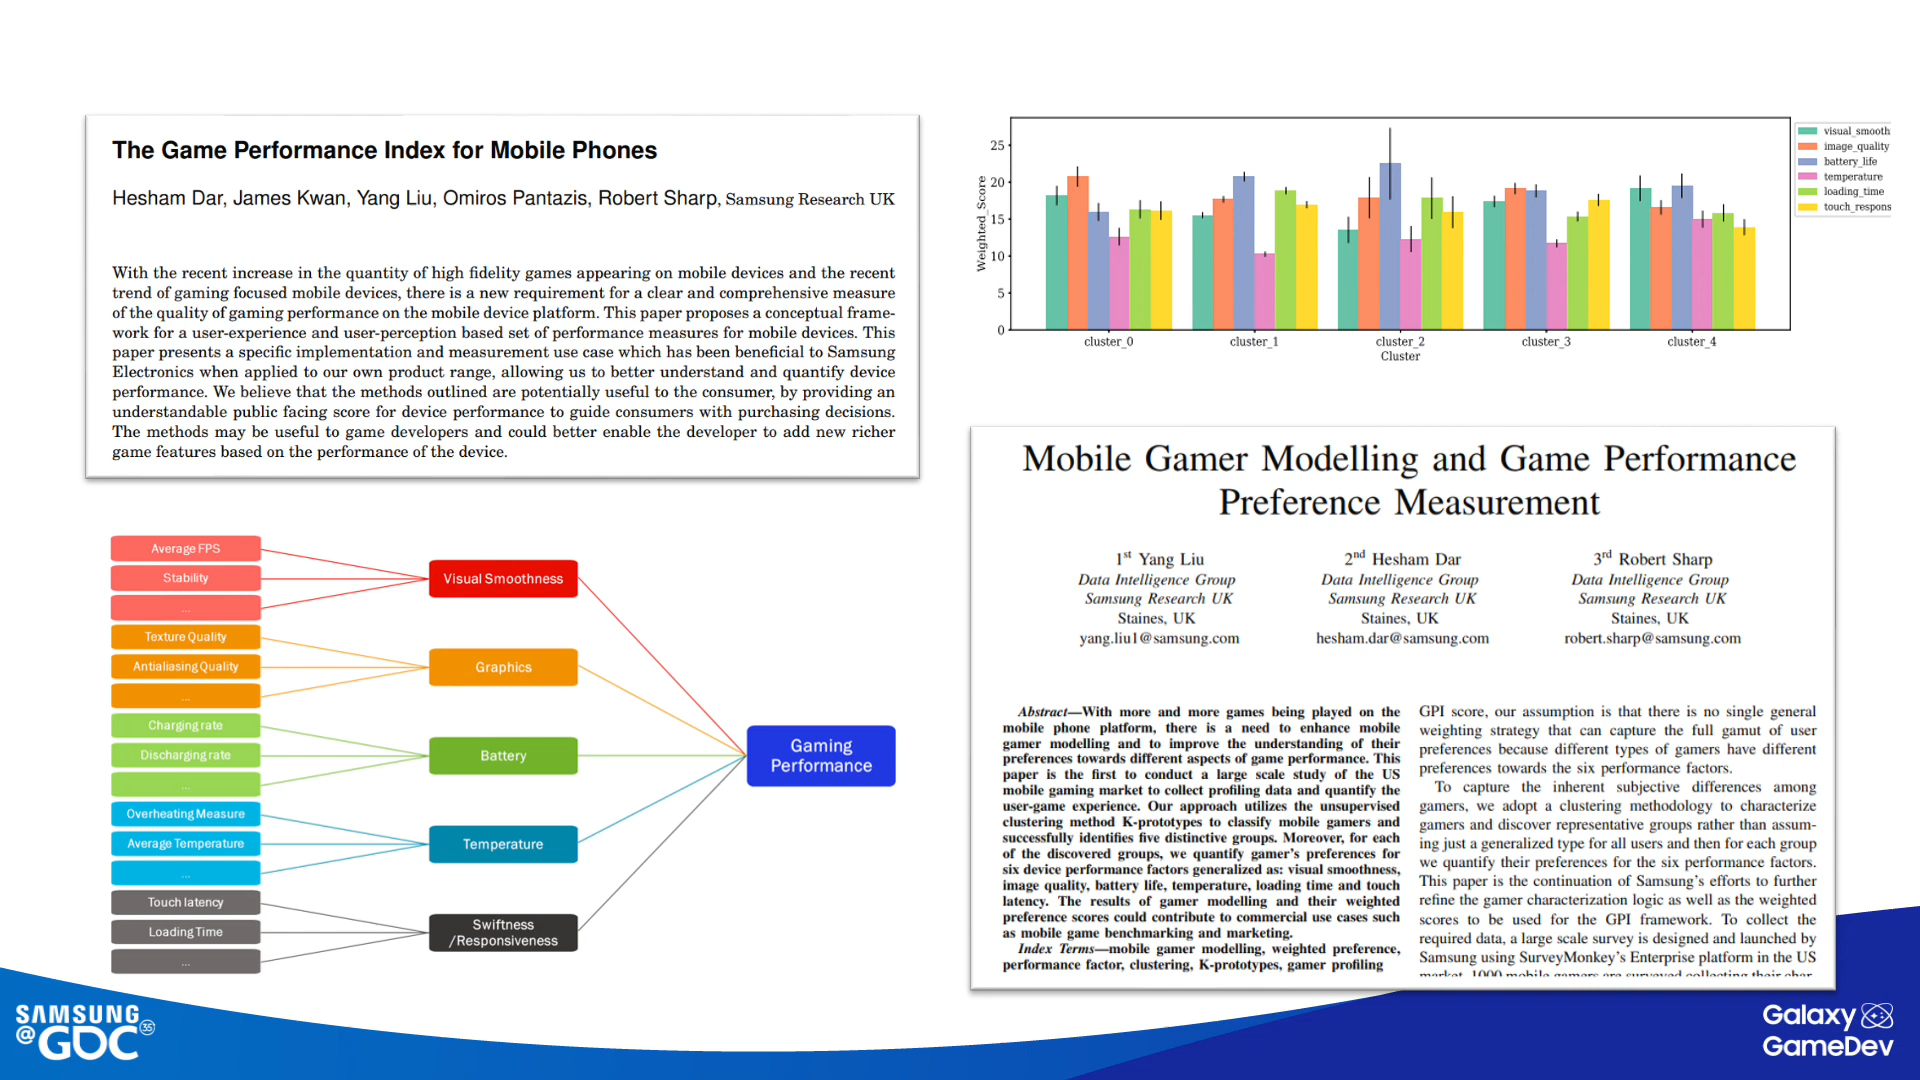 The Game Performance Index for Mobile Phones
Hesham Dar, James Kwan, Yang Liu, Omiros Pantazis, Robert Sharp, Samsung Research UK
With the recent increase in the quantity of high fidelity games appearing on mobile devices and the recent
trend of gaming focused mobile devices, there is a new requirement for a clear and comprehensive measure
of the quality of gaming performance on the mobile device platform. This paper proposes a conceptual frame-
work for a user-experience and user-perception based set of performance measures for mobile devices. This
paper presents a specific implementation and measurement use case which has been beneficial to Samsung
Electronics when applied to our own product range, allowing us to better understand and quantify device
performance. We believe that the methods outlined are potentially useful to the consumer, by providing an
understandable public facing score for device performance to guide consumers with purchasing decisions.
The methods may be useful to game developers and could better enable the developer to add new richer
game features based on the performance of the device.
Average FPS
Stability
...
Texture Quality
Antialiasing Quality
...
Charging rate
Discharging rate
...
Overheating Measure
Average Temperature
...
Touch latency
Loading Time
...
Visual Smoothness
Graphics
Battery
Temperature
Swiftness
/Responsiveness
Gaming
Performance
Weighted_Score
25
20
15
10
5
0
cluster_0
cluster_1
cluster_2
cluster_3
cluster_4
Cluster
visual_smooth
image_quality
battery_life
temperature
loading_time
touch_respons
Mobile Gamer Modelling and Game Performance
Preference Measurement
1st Yang Liu
Data Intelligence Group
Samsung Research UK
Staines, UK
yang.liu1@samsung.com
2nd Hesham Dar
Data Intelligence Group
Samsung Research UK
Staines, UK
hesham.dar@samsung.com
3rd Robert Sharp
Data Intelligence Group
Samsung Research UK
Staines, UK
robert.sharp@samsung.com
Abstract—With more and more games being played on the
mobile phone platform, there is a need to enhance mobile
gamer modelling and to improve the understanding of their
preferences towards different aspects of game performance. This
paper is the first to conduct a large scale study of the US
mobile gaming market to collect profiling data and quantify the
user-game experience. Our approach utilizes the unsupervised
clustering method K-prototypes to classify mobile gamers and
successfully identifies five distinctive groups. Moreover, for each
of the discovered groups, we quantify gamer's preferences for
six device performance factors generalized as: visual smoothness,
image quality, battery life, temperature, loading time and touch
latency. The results of gamer modelling and their weighted
preference scores could contribute to commercial use cases such
as mobile game benchmarking and marketing.
Index Terms—mobile gamer modelling, weighted preference,
performance factor, clustering, K-prototypes, gamer profiling
GPI score, our assumption is that there is no single general
weighting strategy that can capture the full gamut of user
preferences because different types of gamers have different
preferences towards the six performance factors.
To capture the inherent subjective differences among
gamers, we adopt a clustering methodology to characterize
gamers and discover representative groups rather than assum-
ing just a generalized type for all users and then for each group
we quantify their preferences for the six performance factors.
This paper is the continuation of Samsung's efforts to further
refine the gamer characterization logic as well as the weighted
scores to be used for the GPI framework. To collect the
required data, a large scale survey is designed and launched by
Samsung using SurveyMonkey's Enterprise platform in the US
market. 1000 mobile gamers are surveyed collecting their char-
SAMSUNG
@GDC 35
Galaxy
GameDev